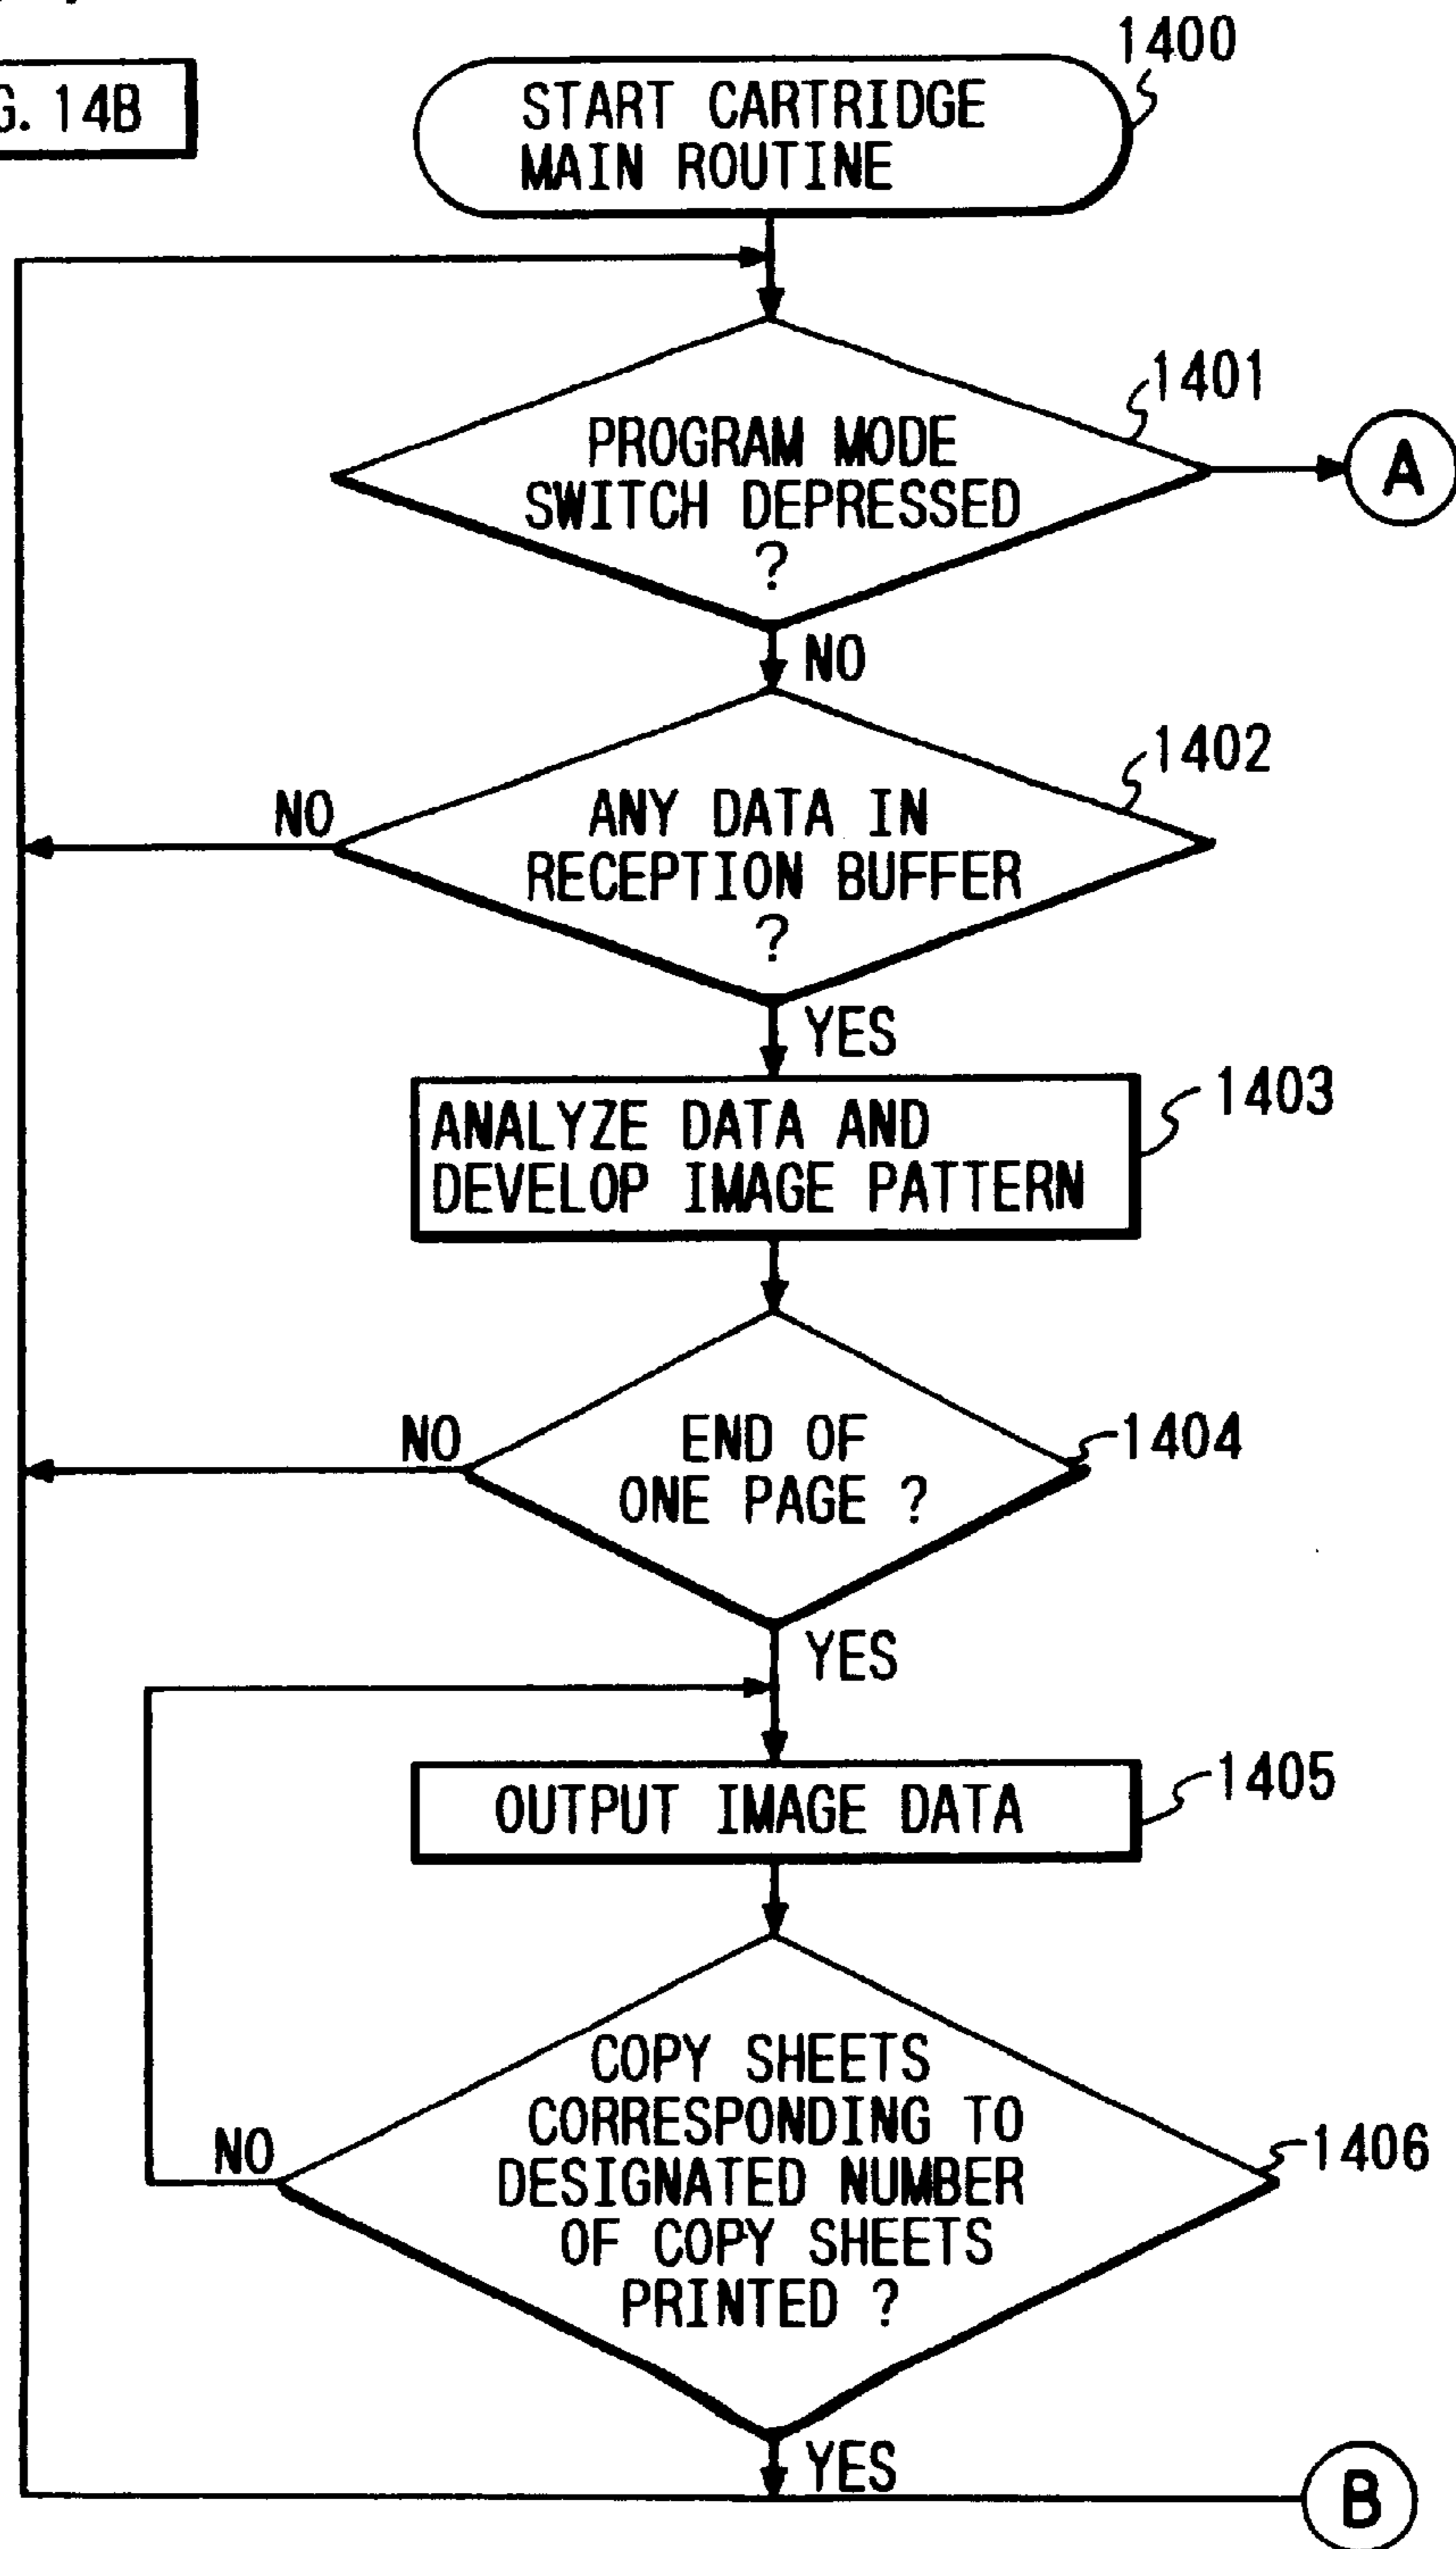 G. 14B
1400
START CARTRIDGE
MAIN ROUTINE
1401
PROGRAM MODE
SWITCH DEPRESSED
?
A
NO
1402
NO
ANY DATA IN
RECEPTION BUFFER
?
YES
1403
ANALYZE DATA AND
DEVELOP IMAGE PATTERN
NO
1404
END OF
ONE PAGE ?
YES
1405
OUTPUT IMAGE DATA
COPY SHEETS
CORRESPONDING TO
DESIGNATED NUMBER
OF COPY SHEETS
PRINTED ?
NO
1406
YES
B